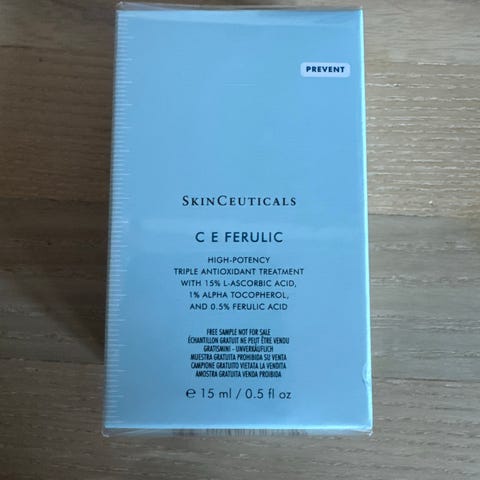 PREVENT
SKINCEUTICALS
C E FERULIC
HIGH-POTENCY
TRIPLE ANTIOXIDANT TREATMENT
WITH 15% L-ASCORBIC ACID,
1% ALPHA TOCOPHEROL,
AND 0.5% FERULIC ACID
FREE SAMPLE NOT FOR SALE
ÉCHANTILLON GRATUIT NE PEUT ÊTRE VENDU
GRATISMINI - UNVERKÄUFLICH
MUESTRA GRATUITA PROHIBIDA SU VENTA
CAMPIONE GRATUITO VIETATA LA VENDITA
AMOSTRA GRATUITA VENDA PROIBIDA
℮ 15 ml / 0.5 fl oz